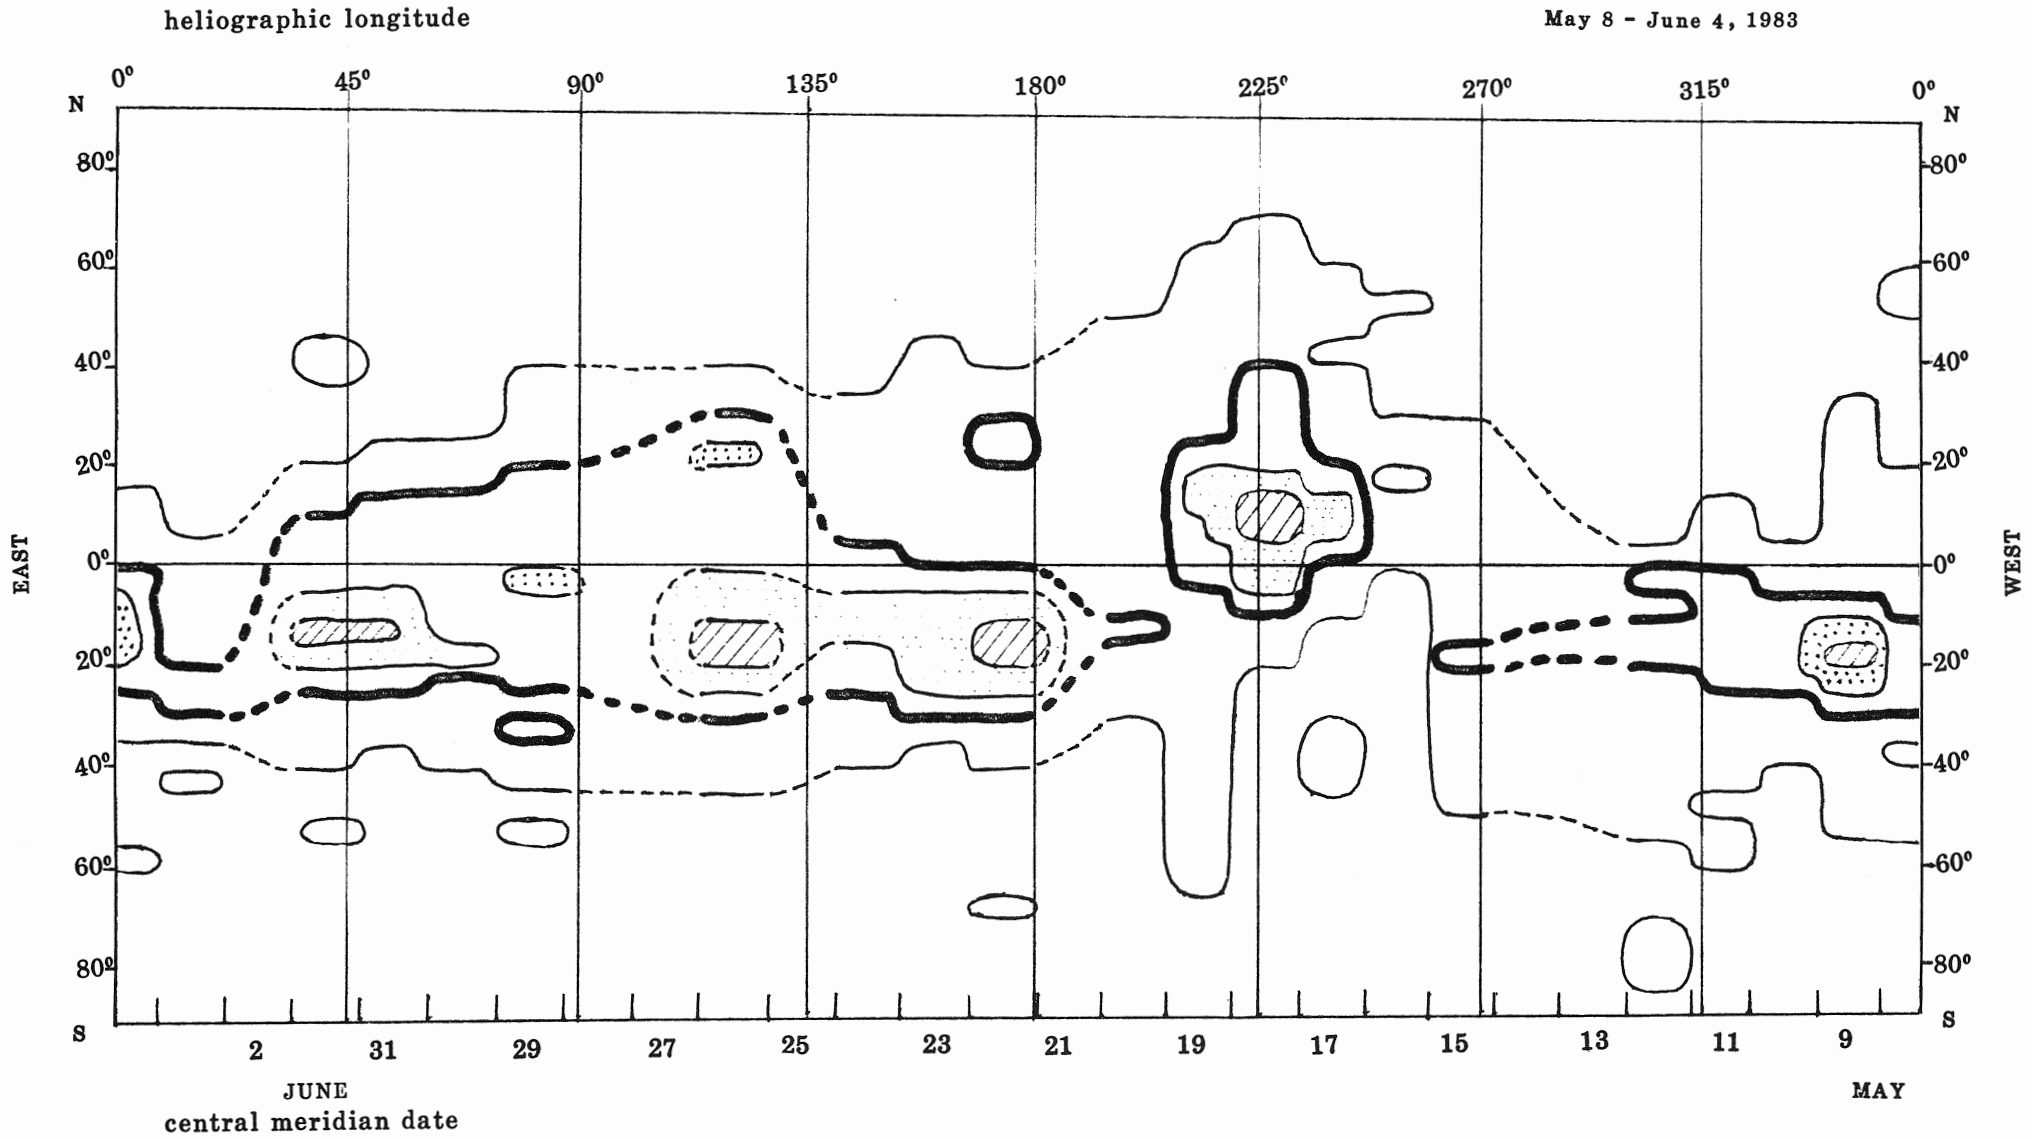 heliographic longitude May 8 - June 4, 1983
0° 45° 90° 135° 180° 225° 270° 315° 0°
N N
80° 80°
60° 60°
40° 40°
20° 20°
0° 0°
EAST WEST
20° 20°
40° 40°
60° 60°
80° 80°
S S
2 31 29 27 25 23 21 19 17 15 13 11 9
JUNE MAY
central meridian date